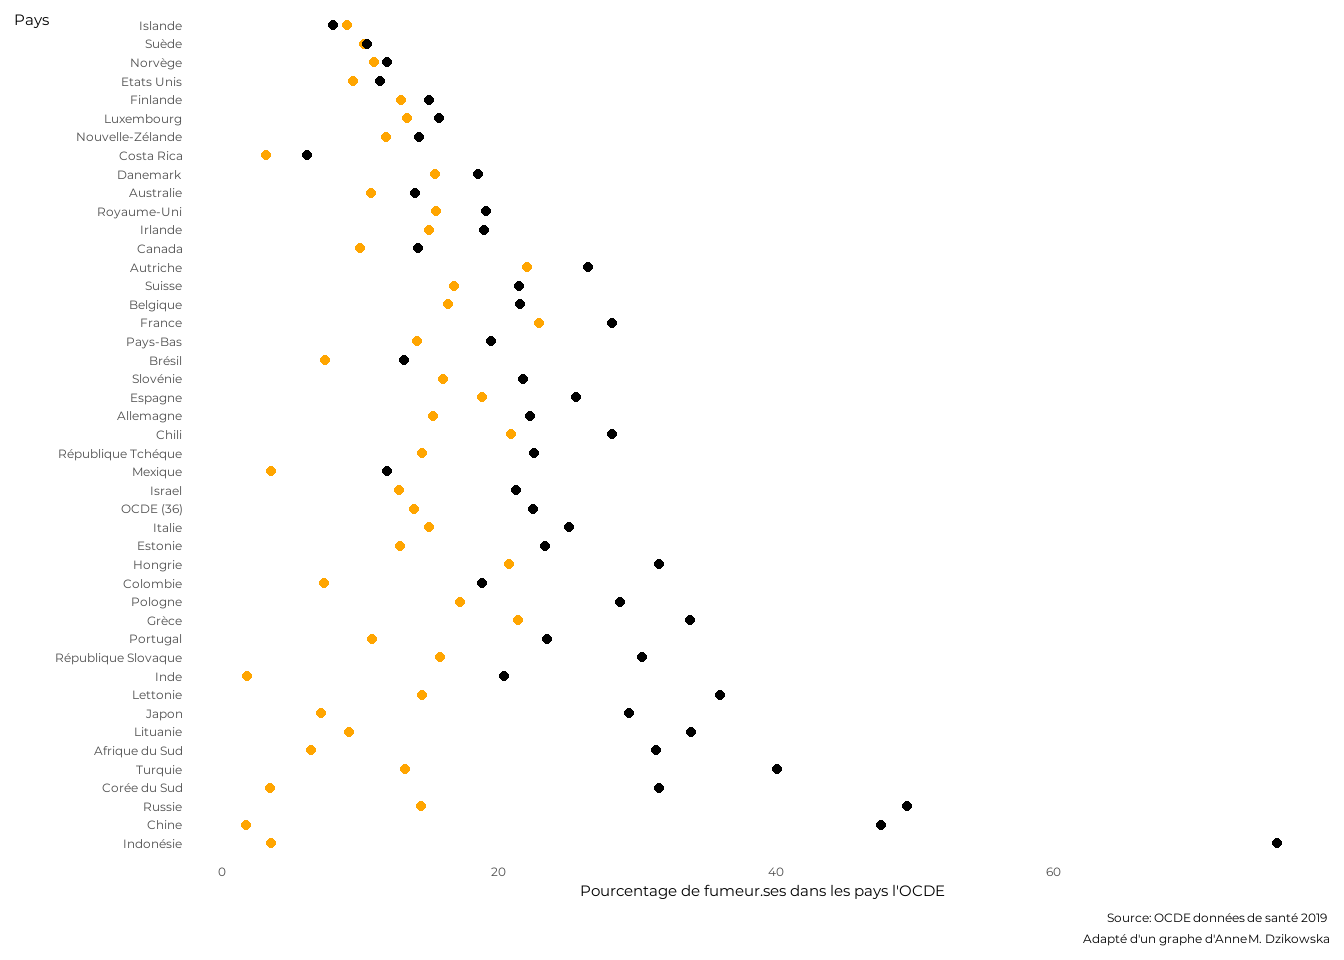 Pays
Islande
Suède
Norvège
Etats Unis
Finlande
Luxembourg
Nouvelle-Zélande
Costa Rica
Danemark
Australie
Royaume-Uni
Irlande
Canada
Autriche
Suisse
Belgique
France
Pays-Bas
Brésil
Slovénie
Espagne
Allemagne
Chili
République Tchéque
Mexique
Israel
OCDE (36)
Italie
Estonie
Hongrie
Colombie
Pologne
Grèce
Portugal
République Slovaque
Inde
Lettonie
Japon
Lituanie
Afrique du Sud
Turquie
Corée du Sud
Russie
Chine
Indonésie
0 20 40 60
Pourcentage de fumeur.ses dans les pays l'OCDE
Source: OCDE données de santé 2019
Adapté d'un graphe d'Anne M. Dzikowska